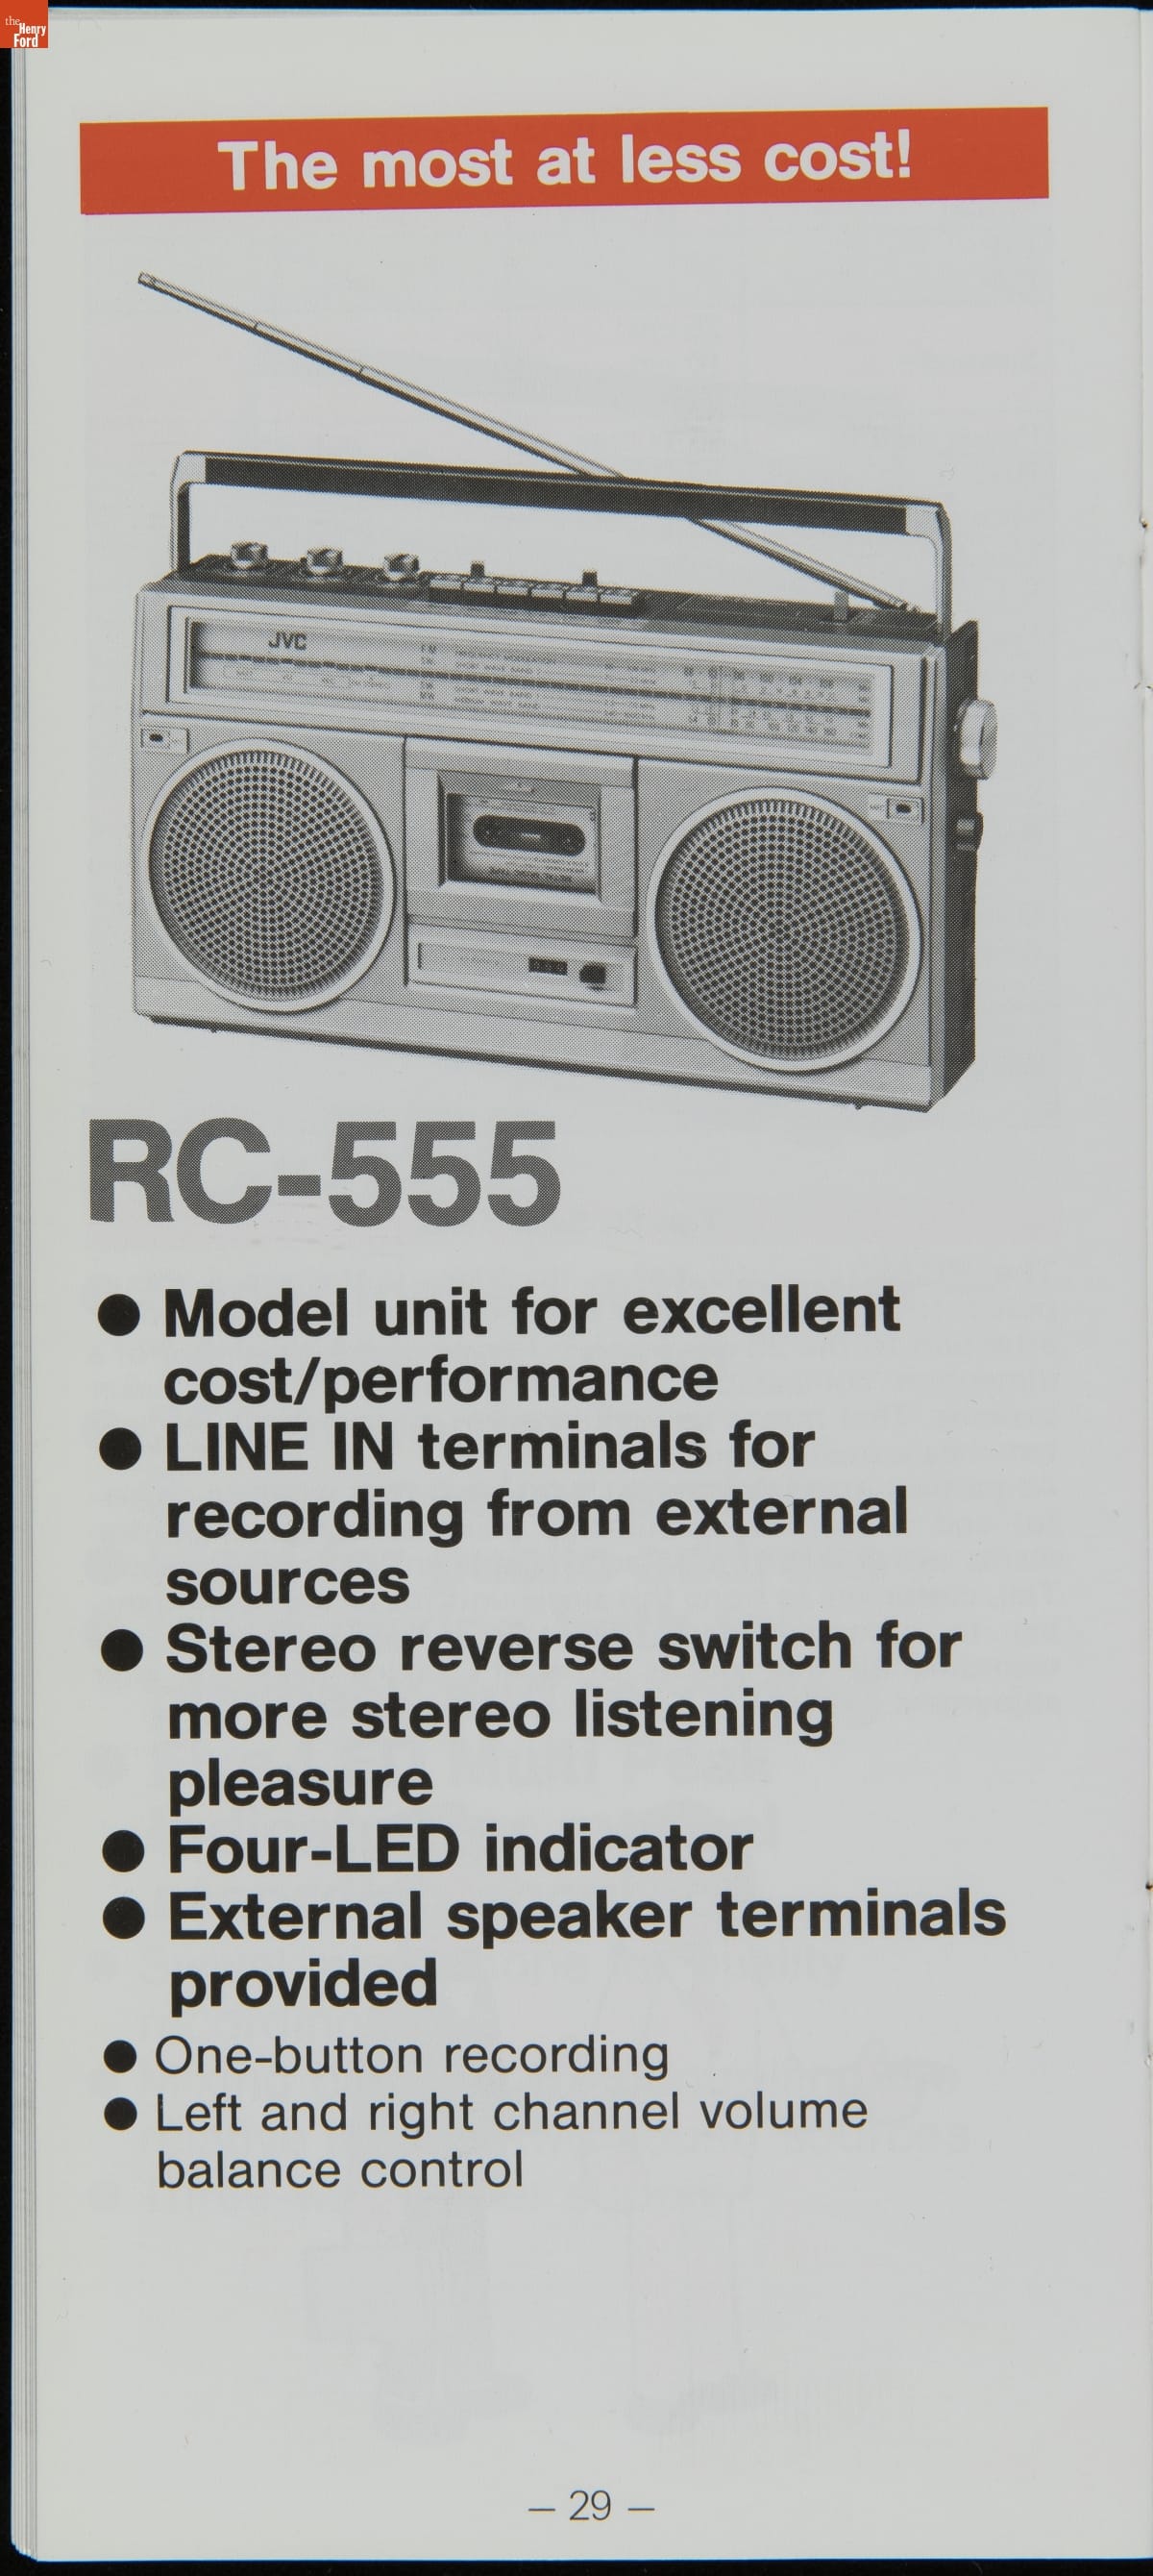 the
Henry
Ford
The most at less cost!
JVC
RC-555
● Model unit for excellent
cost/performance
● LINE IN terminals for
recording from external
sources
● Stereo reverse switch for
more stereo listening
pleasure
● Four-LED indicator
● External speaker terminals
provided
● One-button recording
● Left and right channel volume
balance control
– 29 –